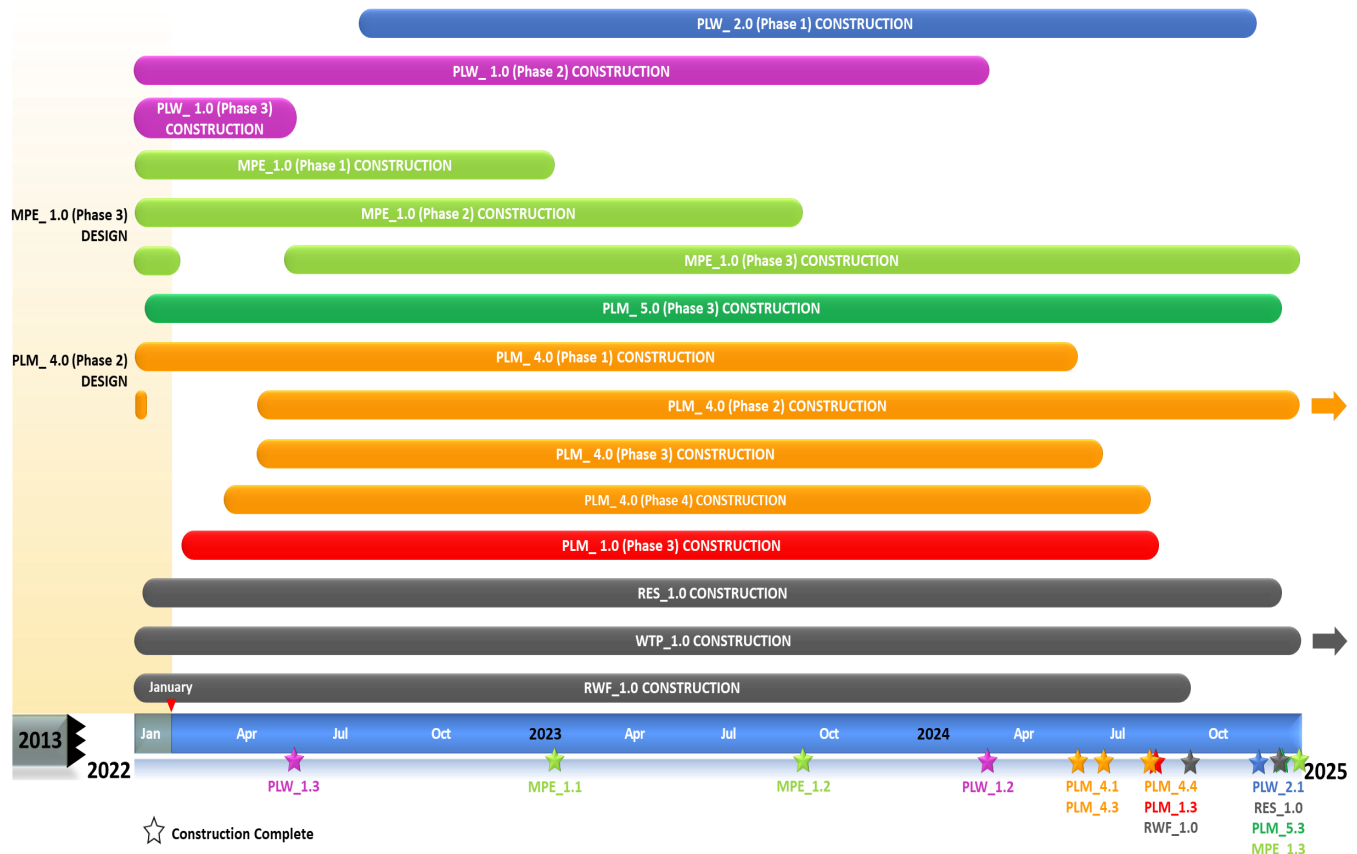 PLW_ 2.0 (Phase 1) CONSTRUCTION
PLW_ 1.0 (Phase 2) CONSTRUCTION
PLW_ 1.0 (Phase 3)
CONSTRUCTION
MPE_1.0 (Phase 1) CONSTRUCTION
MPE_ 1.0 (Phase 3)
DESIGN
MPE_1.0 (Phase 2) CONSTRUCTION
MPE_1.0 (Phase 3) CONSTRUCTION
PLM_ 5.0 (Phase 3) CONSTRUCTION
PLM_ 4.0 (Phase 2)
DESIGN
PLM_ 4.0 (Phase 1) CONSTRUCTION
PLM_ 4.0 (Phase 2) CONSTRUCTION
PLM_ 4.0 (Phase 3) CONSTRUCTION
PLM_ 4.0 (Phase 4) CONSTRUCTION
PLM_ 1.0 (Phase 3) CONSTRUCTION
RES_1.0 CONSTRUCTION
WTP_1.0 CONSTRUCTION
January
RWF_1.0 CONSTRUCTION
2013
Jan Apr Jul Oct 2023 Apr Jul Oct 2024 Apr Jul Oct
2022
2025
PLW_1.3 MPE_1.1 MPE_1.2 PLW_1.2 PLM_4.1 PLM_4.4 PLW_2.1
PLM_4.3 PLM_1.3 RES_1.0
RWF_1.0 PLM_5.3
MPE_1.3
Construction Complete